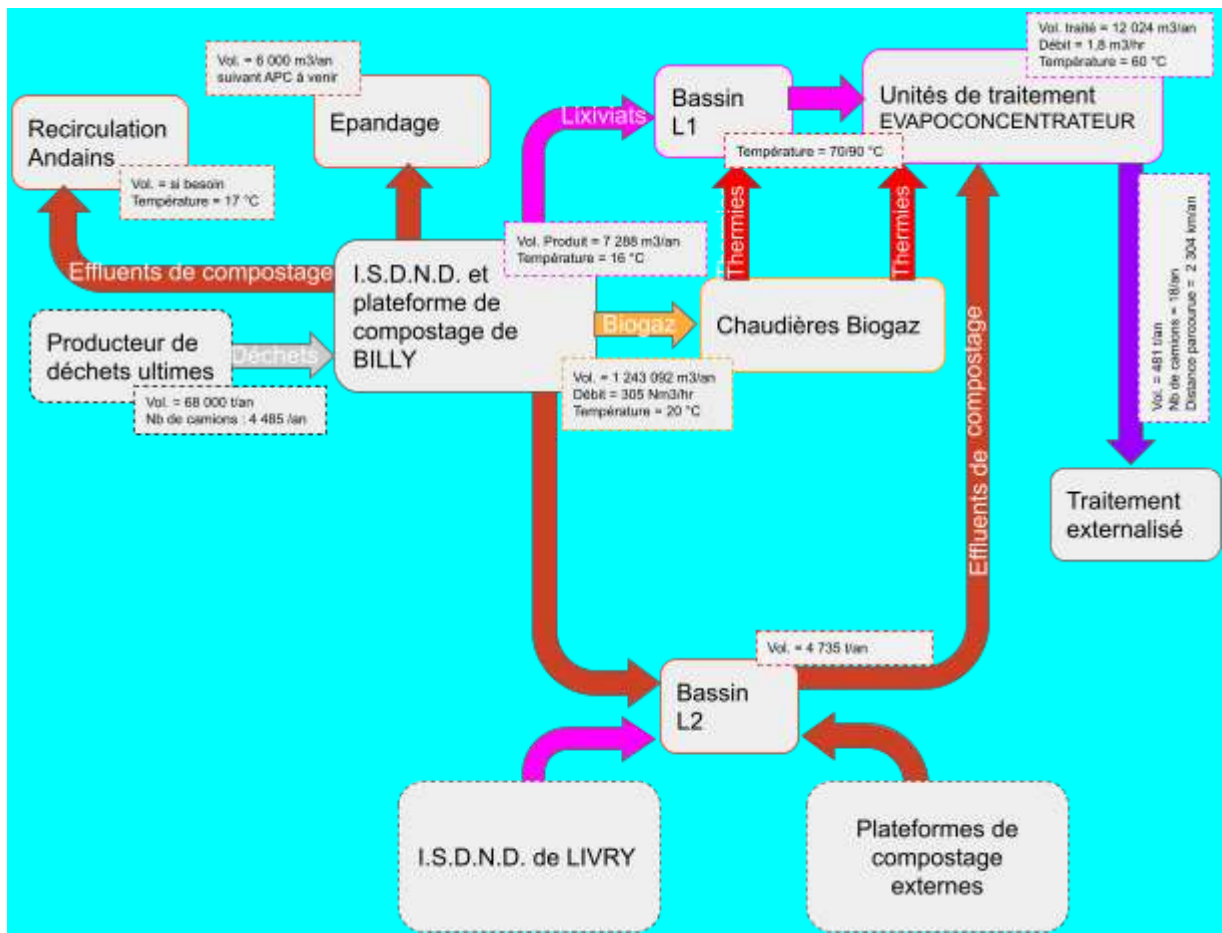 Vol. = 6 000 m3/an
suivant APC à venir
Epandage
Recirculation
Andains
Vol. = si besoin
Température = 17 °C
Lixiviats
Bassin
L1
Vol. traité = 12 024 m3/an
Débit = 1,8 m3/hr
Température = 60 °C
Unités de traitement
EVAPOCONCENTRATEUR
Température = 70/90 °C
Thermies
Thermies
Thermies
Effluents de compostage
I.S.D.N.D. et
plateforme de
compostage de
BILLY
Vol. Produit = 7 288 m3/an
Température = 16 °C
Biogaz
Chaudières Biogaz
Vol. = 1 243 092 m3/an
Débit = 305 Nm3/hr
Température = 20 °C
Producteur de
déchets ultimes
Déchets
Vol. = 68 000 t/an
Nb de camions : 4 485 /an
Vol. = 481 t/an
Nb de camions = 18/an
Distance parcourue = 2 304 km/an
Effluents de compostage
Traitement
externalisé
Vol. = 4 735 t/an
Bassin
L2
I.S.D.N.D. de LIVRY
Plateformes de
compostage
externes